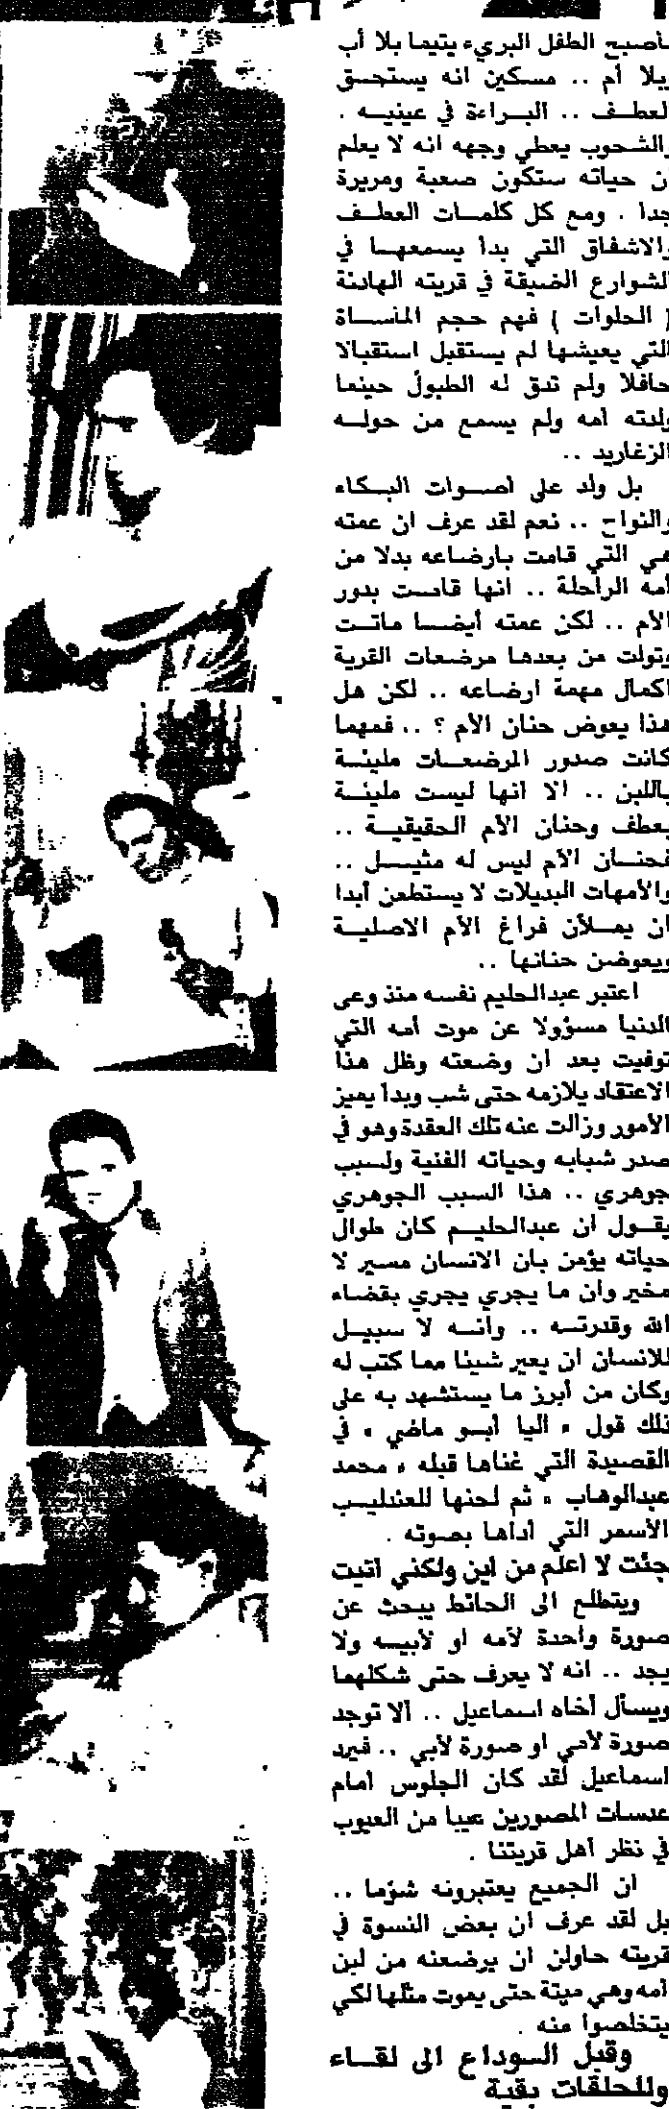 فأصبح الطفل البريء يتيما بلا أب
وبلا أم .. مسكين انه يستحق
العطف .. البراءة في عينيه .
والشحوب يعطي وجهه انه لا يعلم
ان حياته ستكون صعبة ومريرة
جدا . ومع كل كلمات العطف
والاشفاق التي بدأ يسمعها في
الشوارع الضيقة في قريته الهادئة
( الحلوات ) فهم حجم المأساة
التي يعيشها لم يستقبل استقبالا
حافلا ولم تدق له الطبول حينما
ولدته امه ولم يسمع من حوله
الزغاريد ..
بل ولد على أصوات البكاء
والنواح .. نعم لقد عرف ان عمته
هي التي قامت بارضاعه بدلا من
أمه الراحلة .. انها قامت بدور
الأم .. لكن عمته أيضا ماتت
وتولت من بعدها مرضعات القرية
اكمال مهمة ارضاعه .. لكن هل
هذا يعوض حنان الأم ؟ .. فمهما
كانت صدور المرضعات مليئة
باللبن .. الا انها ليست مليئة
بعطف وحنان الأم الحقيقية ..
فحنان الأم ليس له مثيل ..
والأمهات البديلات لا يستطعن أبدا
ان يملأن فراغ الأم الاصلية
ويعوضن حنانها ..
اعتبر عبدالحليم نفسه منذ وعى
الدنيا مسؤولا عن موت أمه التي
توفيت بعد ان وضعته وظل هذا
الاعتقاد يلازمه حتى شب وبدأ يميز
الأمور وزالت عنه تلك العقدة وهو في
صدر شبابه وحياته الفنية ولسبب
جوهري .. هذا السبب الجوهري
يقول ان عبدالحليم كان طوال
حياته يؤمن بان الانسان مسير لا
مخير وان ما يجري يجري بقضاء
الله وقدرته .. وأنه لا سبيل
للانسان ان يغير شيئا مما كتب له
وكان من أبرز ما يستشهد به على
ذلك قول « اليا أبو ماضي » في
القصيدة التي غناها قبله « محمد
عبدالوهاب » ثم لحنها للعندليب
الأسمر التي أداها بصوته .
جئت لا أعلم من اين ولكني أتيت
ويتطلع الى الحائط يبحث عن
صورة واحدة لأمه او لأبيه ولا
يجد .. انه لا يعرف حتى شكلهما
ويسأل أخاه اسماعيل .. ألا توجد
صورة لأمي او صورة لأبي .. فيرد
اسماعيل لقد كان الجلوس أمام
عدسات المصورين عيبا من العيوب
في نظر أهل قريتنا .
ان الجميع يعتبرونه شؤما ..
بل لقد عرف ان بعض النسوة في
قريته حاولن ان يرضعنه من لبن
أمه وهي ميتة حتى يموت مثلها لكي
يتخلصوا منه .
وقبل الوداع الى لقاء
وللحلقات بقية